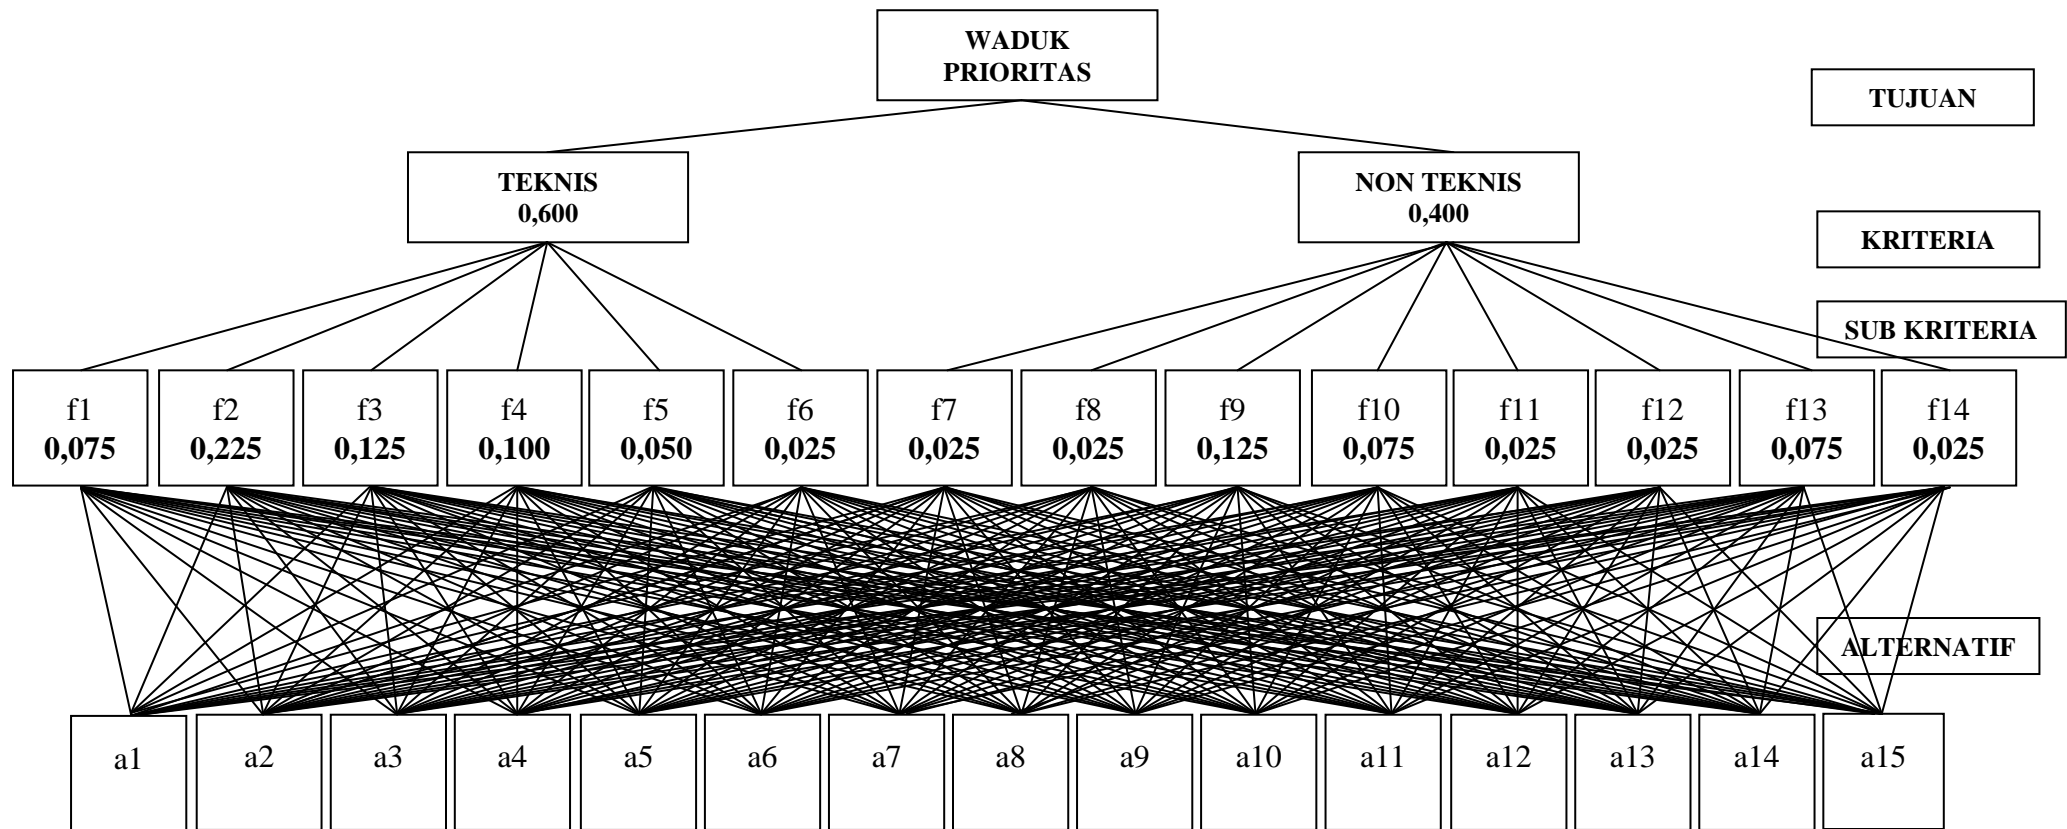 WADUK
PRIORITAS
TUJUAN
TEKNIS
0,600
NON TEKNIS
0,400
KRITERIA
SUB KRITERIA
f1
0,075
f2
0,225
f3
0,125
f4
0,100
f5
0,050
f6
0,025
f7
0,025
f8
0,025
f9
0,125
f10
0,075
f11
0,025
f12
0,025
f13
0,075
f14
0,025
ALTERNATIF
a1
a2
a3
a4
a5
a6
a7
a8
a9
a10
a11
a12
a13
a14
a15